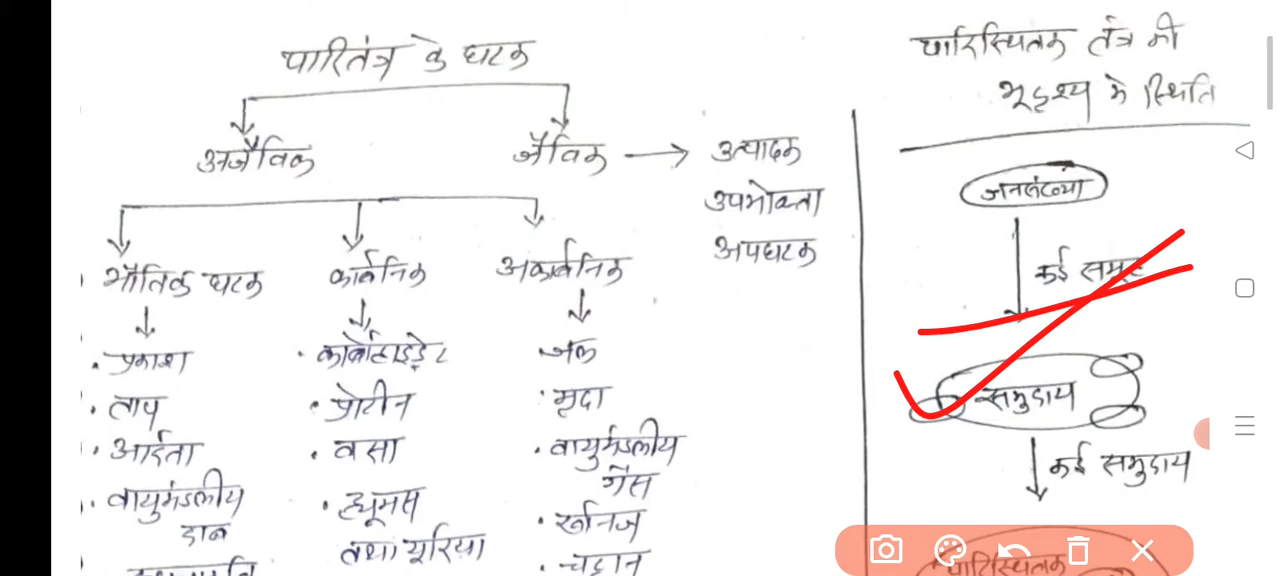 पारितंत्र के घटक
अजैविक
जैविक → उत्पादक
उपभोक्ता
अपघटक
भौतिक घटक
कार्बनिक
अकार्बनिक
. प्रकाश
. ताप
. आर्द्रता
. वायुमंडलीय
दाब
. कार्बोहाइड्रेट
. प्रोटीन
. वसा
. ह्यूमस
तथा यूरिया
जल
. मृदा
. वायुमंडलीय
गैस
. खनिज
. चट्टान
पारिस्थितिक तंत्र की
भूदृश्य में स्थिति
जनसंख्या
कई समूह
समुदाय
कई समुदाय